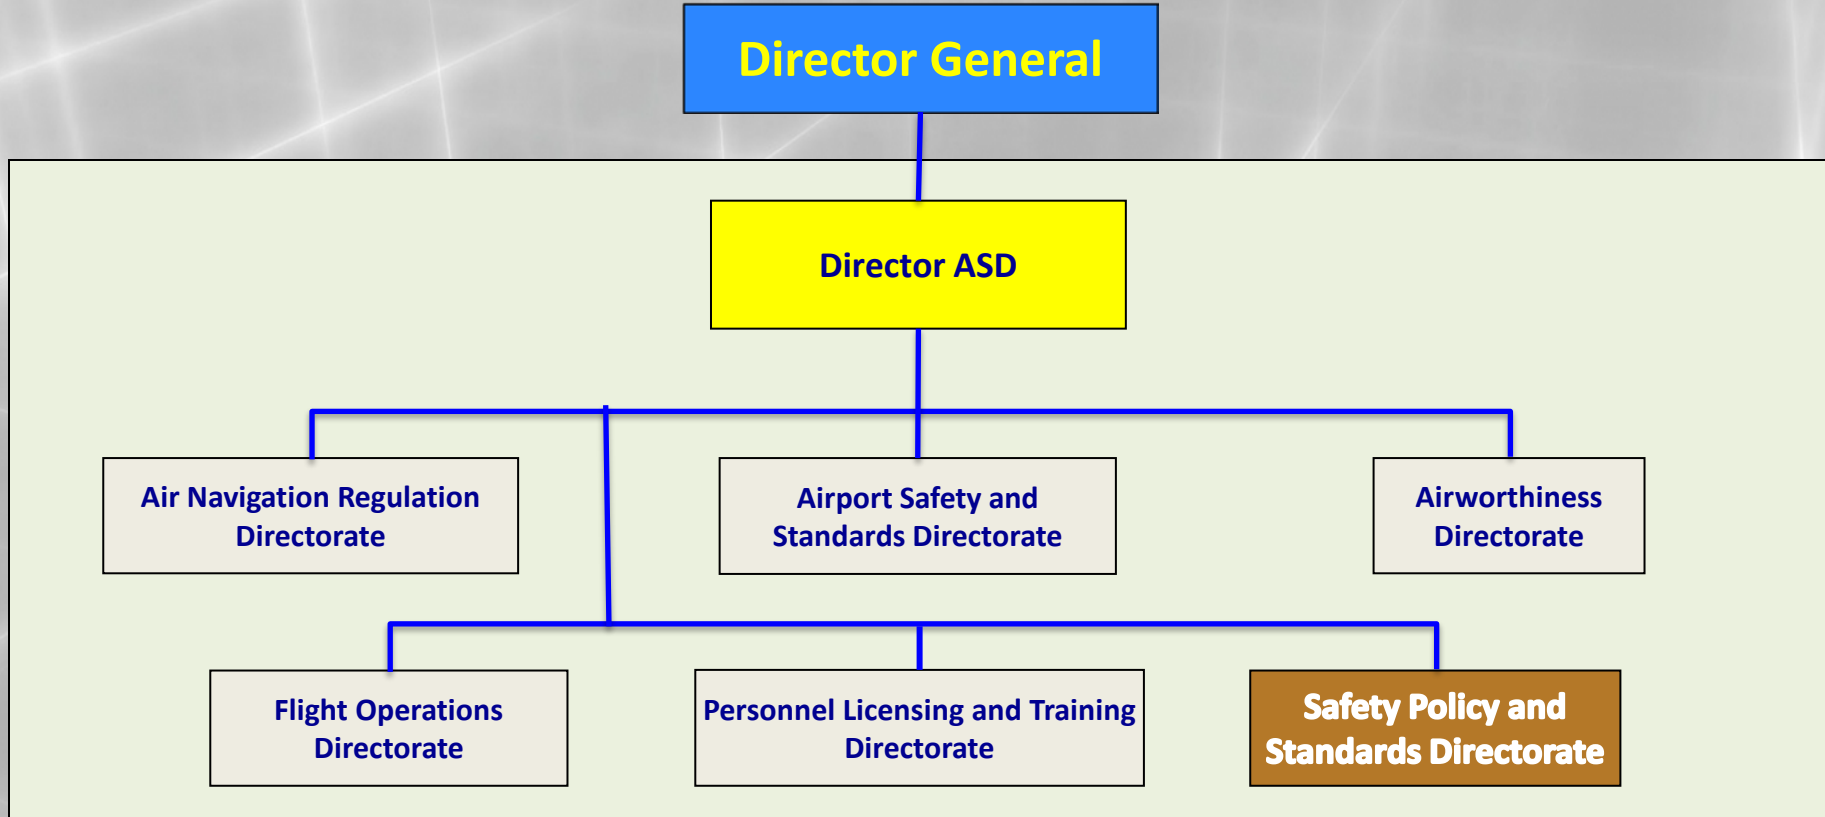 Director General
Director ASD
Air Navigation Regulation
Directorate
Airport Safety and
Standards Directorate
Airworthiness
Directorate
Flight Operations
Directorate
Personnel Licensing and Training
Directorate
Safety Policy and
Standards Directorate